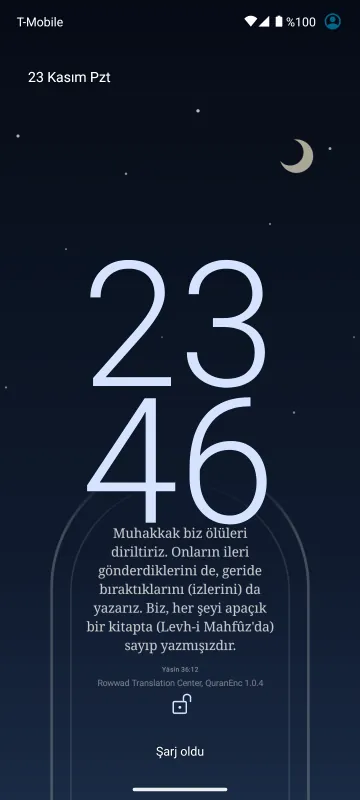 T-Mobile
%100
23 Kasım Pzt
23
46
Muhakkak biz ölüleri
diriltiriz. Onların ileri
gönderdiklerini de, geride
bıraktıklarını (izlerini) da
yazarız. Biz, her şeyi apaçık
bir kitapta (Levh-i Mahfûz'da)
sayıp yazmışızdır.
Yâsîn 36:12
Rowwad Translation Center, QuranEnc 1.0.4
Şarj oldu